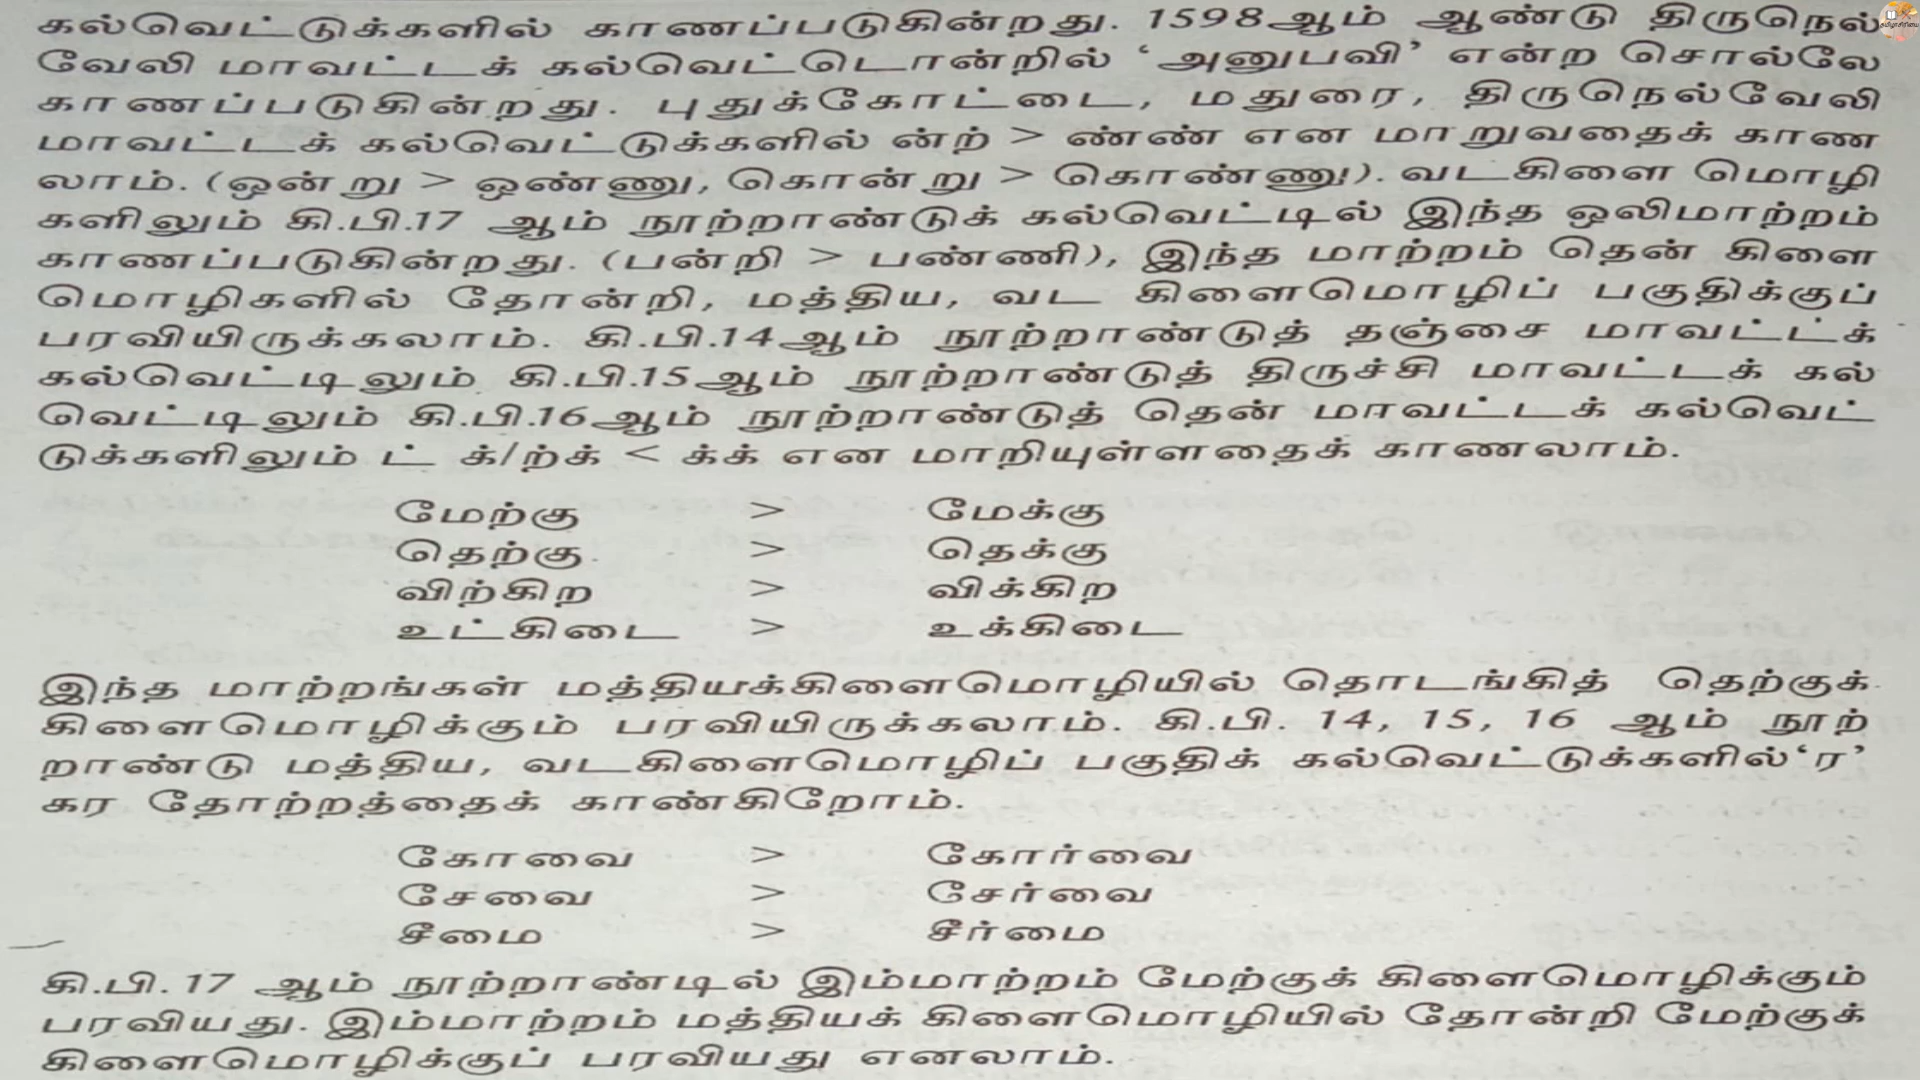 கல்வெட்டுக்களில் காணப்படுகின்றது. 1598ஆம் ஆண்டு திருநெல்
வேலி மாவட்டக் கல்வெட்டொன்றில் ‘அனுபவி’ என்ற சொல்லே
காணப்படுகின்றது. புதுக்கோட்டை, மதுரை, திருநெல்வேலி
மாவட்டக் கல்வெட்டுக்களில் ன்ற் > ண்ண் என மாறுவதைக் காண
லாம். (ஒன்று > ஒண்ணு, கொன்று > கொண்ணு). வடகிளை மொழி
களிலும் கி.பி.17 ஆம் நூற்றாண்டுக் கல்வெட்டில் இந்த ஒலிமாற்றம்
காணப்படுகின்றது. (பன்றி > பண்ணி), இந்த மாற்றம் தென் கிளை
மொழிகளில் தோன்றி, மத்திய, வட கிளைமொழிப் பகுதிக்குப்
பரவியிருக்கலாம். கி.பி.14ஆம் நூற்றாண்டுத் தஞ்சை மாவட்டக்
கல்வெட்டிலும் கி.பி.15ஆம் நூற்றாண்டுத் திருச்சி மாவட்டக் கல்
வெட்டிலும் கி.பி.16ஆம் நூற்றாண்டுத் தென் மாவட்டக் கல்வெட்
டுக்களிலும் ட் க்/ற்க் < க்க் என மாறியுள்ளதைக் காணலாம்.
மேற்கு > மேக்கு
தெற்கு > தெக்கு
விற்கிற > விக்கிற
உட்கிடை > உக்கிடை
இந்த மாற்றங்கள் மத்தியக்கிளைமொழியில் தொடங்கித் தெற்குக்
கிளைமொழிக்கும் பரவியிருக்கலாம். கி.பி. 14, 15, 16 ஆம் நூற்
றாண்டு மத்திய, வடகிளைமொழிப் பகுதிக் கல்வெட்டுக்களில்‘ர’
கர தோற்றத்தைக் காண்கிறோம்.
கோவை > கோர்வை
சேவை > சேர்வை
சீமை > சீர்மை
கி.பி. 17 ஆம் நூற்றாண்டில் இம்மாற்றம் மேற்குக் கிளைமொழிக்கும்
பரவியது. இம்மாற்றம் மத்தியக் கிளைமொழியில் தோன்றி மேற்குக்
கிளைமொழிக்குப் பரவியது எனலாம்.